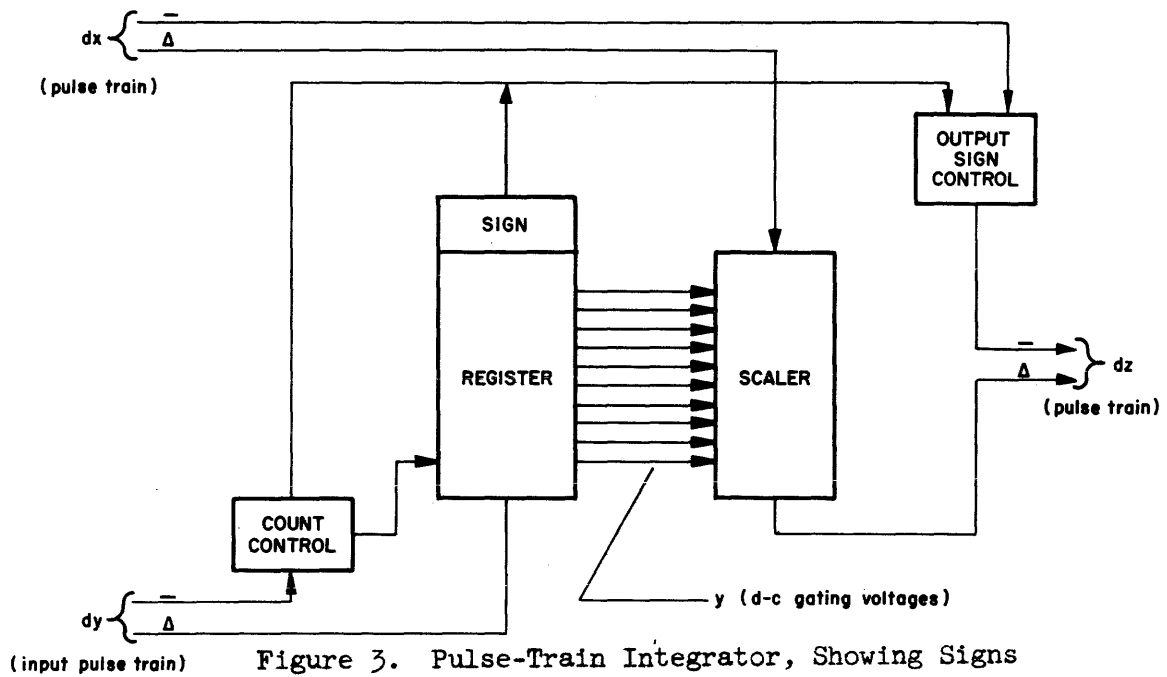 dx
−
Δ
(pulse train)
OUTPUT
SIGN
CONTROL
SIGN
REGISTER
SCALER
−
Δ
dz
(pulse train)
COUNT
CONTROL
dy
−
Δ
(input pulse train)
y (d-c gating voltages)
Figure 3. Pulse-Train Integrator, Showing Signs